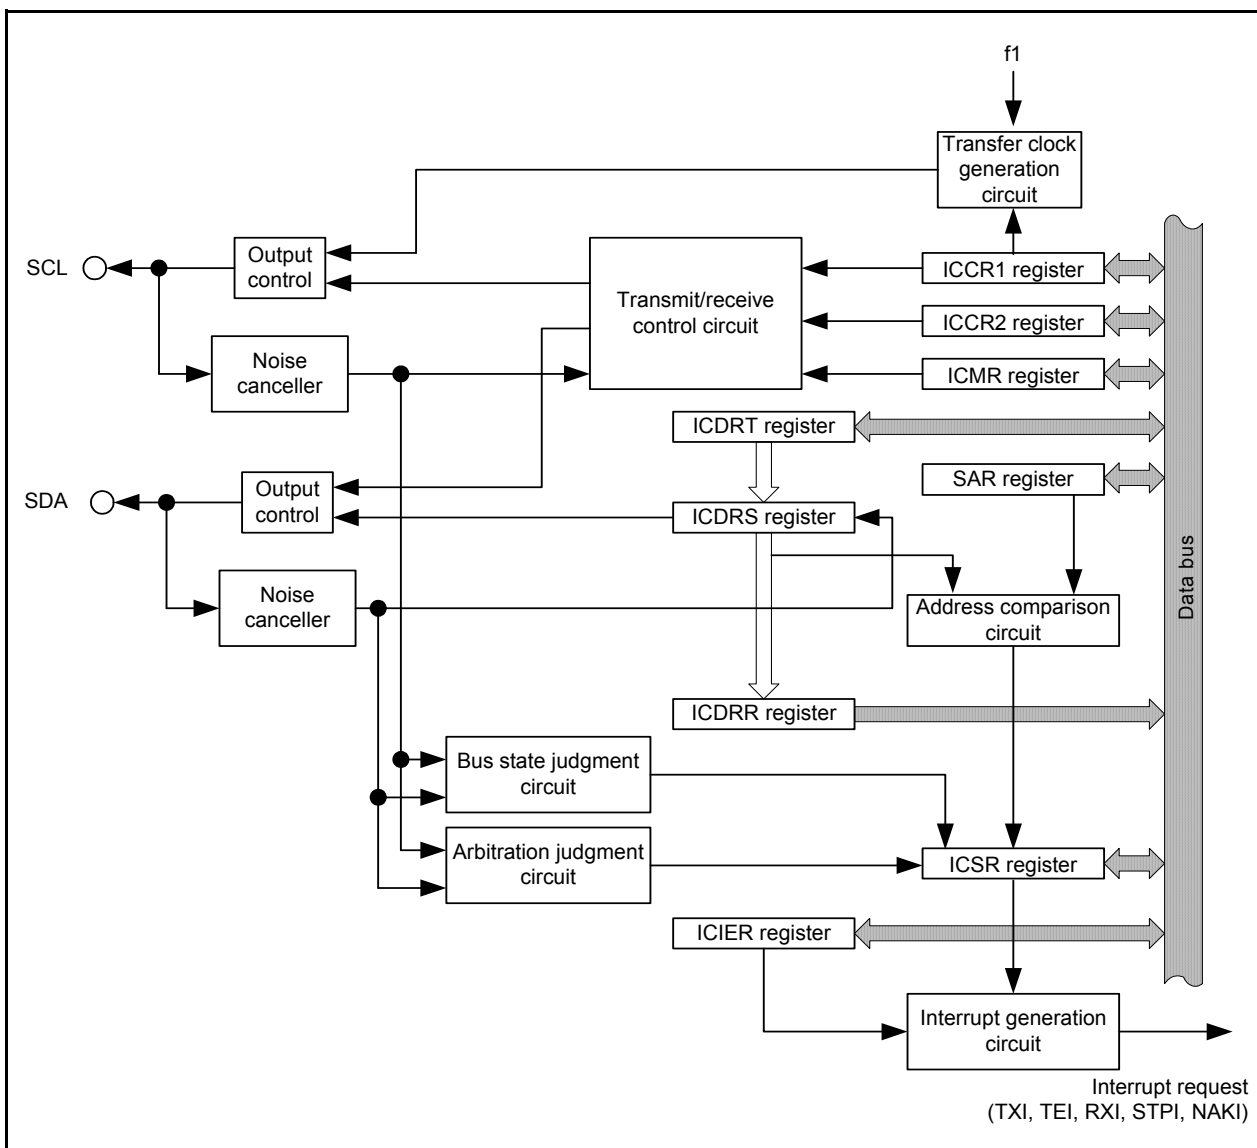 f1
Transfer clock
generation
circuit
SCL
Output
control
Transmit/receive
control circuit
ICCR1 register
ICCR2 register
ICMR register
Noise
canceller
ICDRT register
SDA
Output
control
SAR register
ICDRS register
Data bus
Noise
canceller
Address comparison
circuit
ICDRR register
Bus state judgment
circuit
Arbitration judgment
circuit
ICSR register
ICIER register
Interrupt generation
circuit
Interrupt request
(TXI, TEI, RXI, STPI, NAKI)